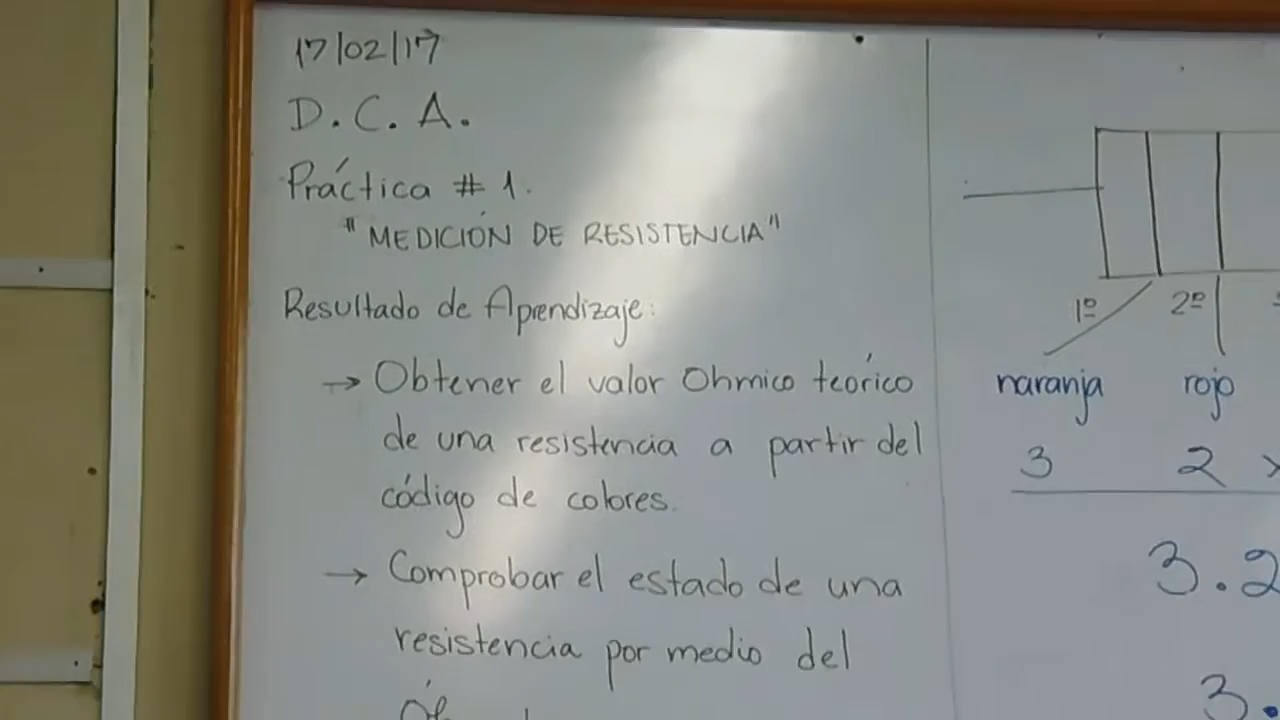 17/02/17
D.C.A.
Práctica # 1.
"MEDICIÓN DE RESISTENCIA"
Resultado de Aprendizaje:
→ Obtener el valor Ohmico teórico
de una resistencia a partir del
código de colores.
→ Comprobar el estado de una
resistencia por medio del
1º 2º
naranja rojo
3 2 x
3.2
3.